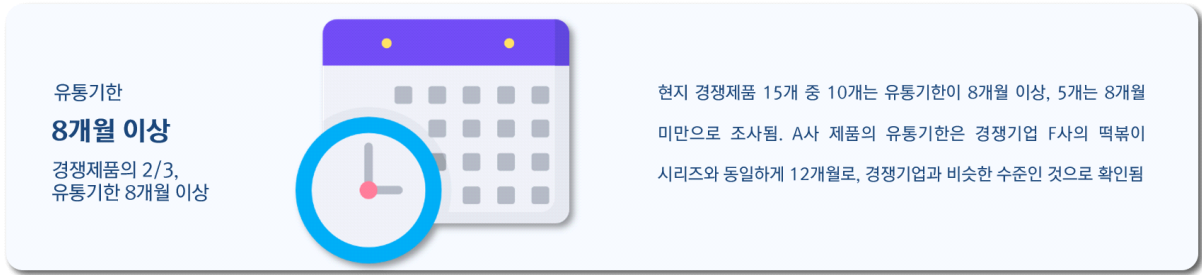 유통기한
8개월 이상
경쟁제품의 2/3,
유통기한 8개월 이상
현지 경쟁제품 15개 중 10개는 유통기한이 8개월 이상, 5개는 8개월
미만으로 조사됨. A사 제품의 유통기한은 경쟁기업 F사의 떡볶이
시리즈와 동일하게 12개월로, 경쟁기업과 비슷한 수준인 것으로 확인됨